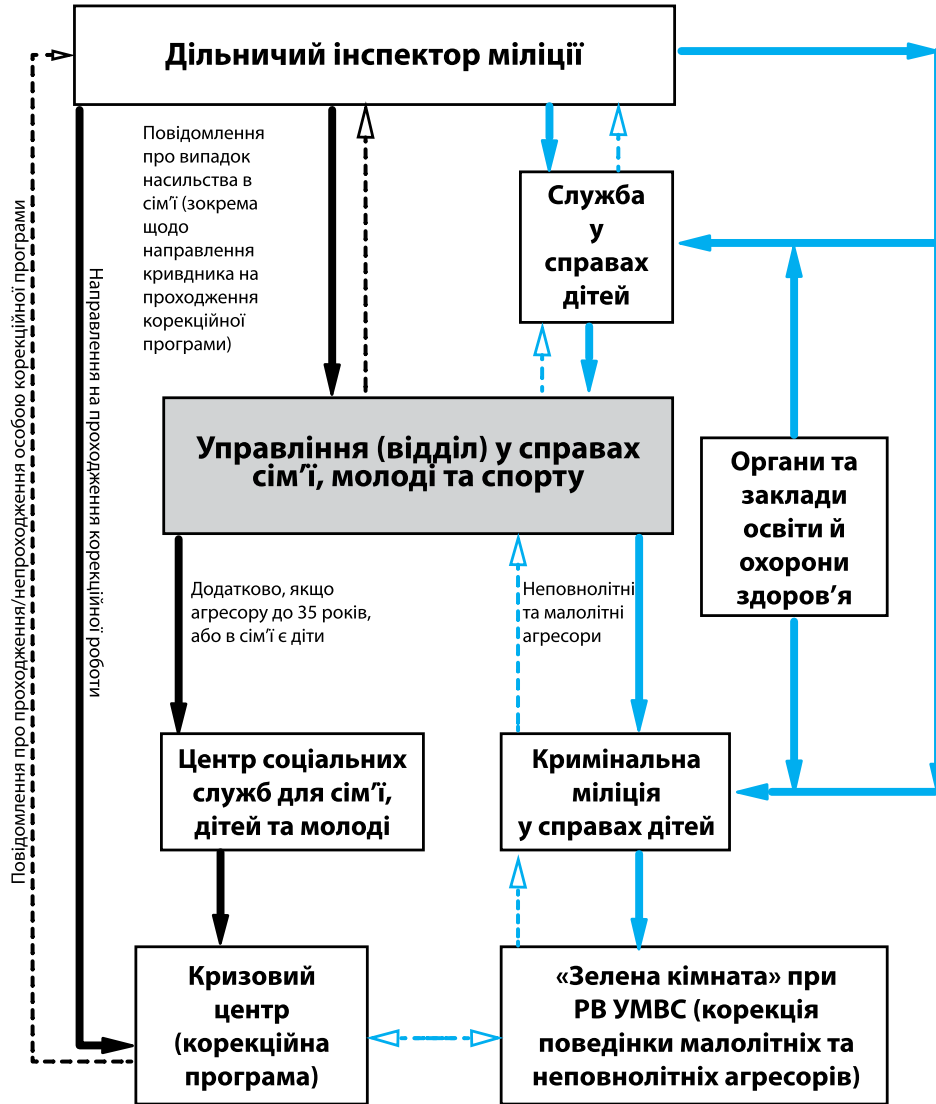 Дільничий інспектор міліції
Повідомлення про проходження/непроходження особою корекційної програми
Направлення на проходження корекційної роботи
Повідомлення
про випадок
насильства в
сім’ї (зокрема
щодо
направлення
кривдника на
проходження
корекційної
програми)
Служба
у
справах
дітей
Управління (відділ) у справах
сім’ї, молоді та спорту
Органи та
заклади
освіти й
охорони
здоров’я
Додатково, якщо
агресору до 35 років,
або в сім’ї є діти
Неповнолітні
та малолітні
агресори
Центр соціальних
служб для сім’ї,
дітей та молоді
Кримінальна
міліція
у справах дітей
Кризовий
центр
(корекційна
програма)
«Зелена кімната» при
РВ УМВС (корекція
поведінки малолітніх та
неповнолітніх агресорів)